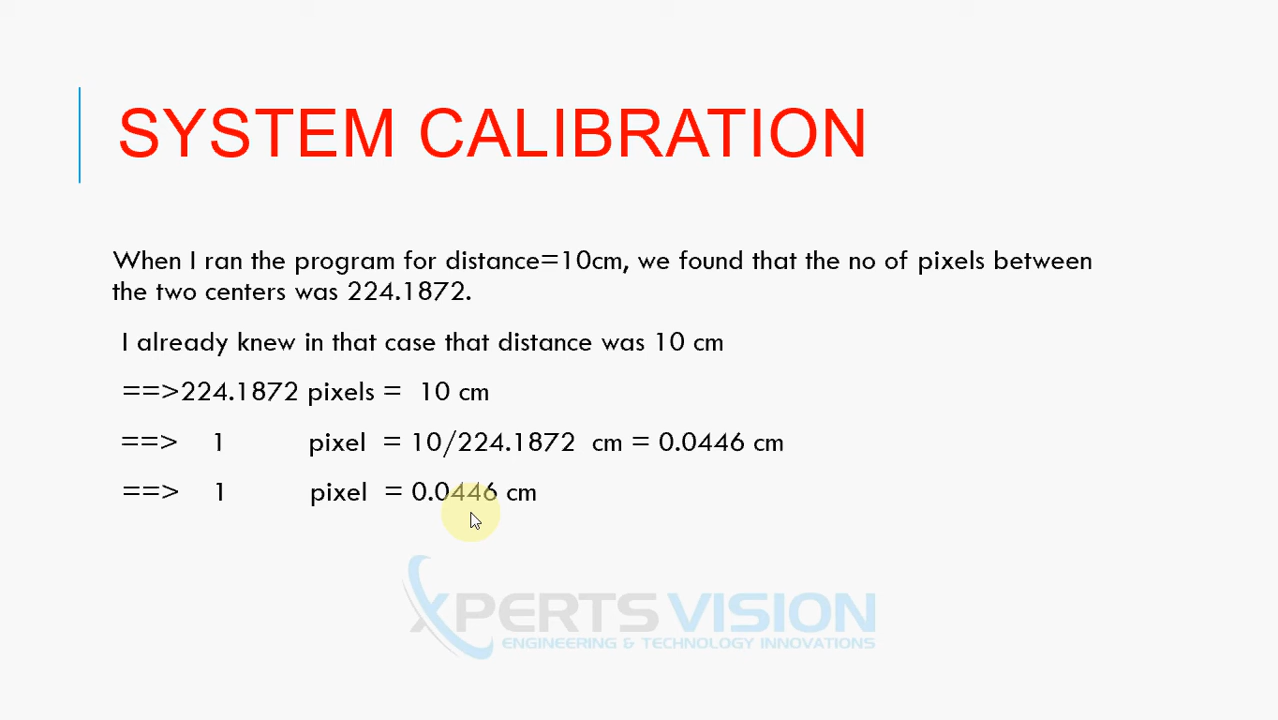 SYSTEM CALIBRATION
When I ran the program for distance=10cm, we found that the no of pixels between
the two centers was 224.1872.
I already knew in that case that distance was 10 cm
==>224.1872 pixels = 10 cm
==> 1 pixel = 10/224.1872 cm = 0.0446 cm
==> 1 pixel = 0.0446 cm
XPERTS VISION
ENGINEERING & TECHNOLOGY INNOVATIONS